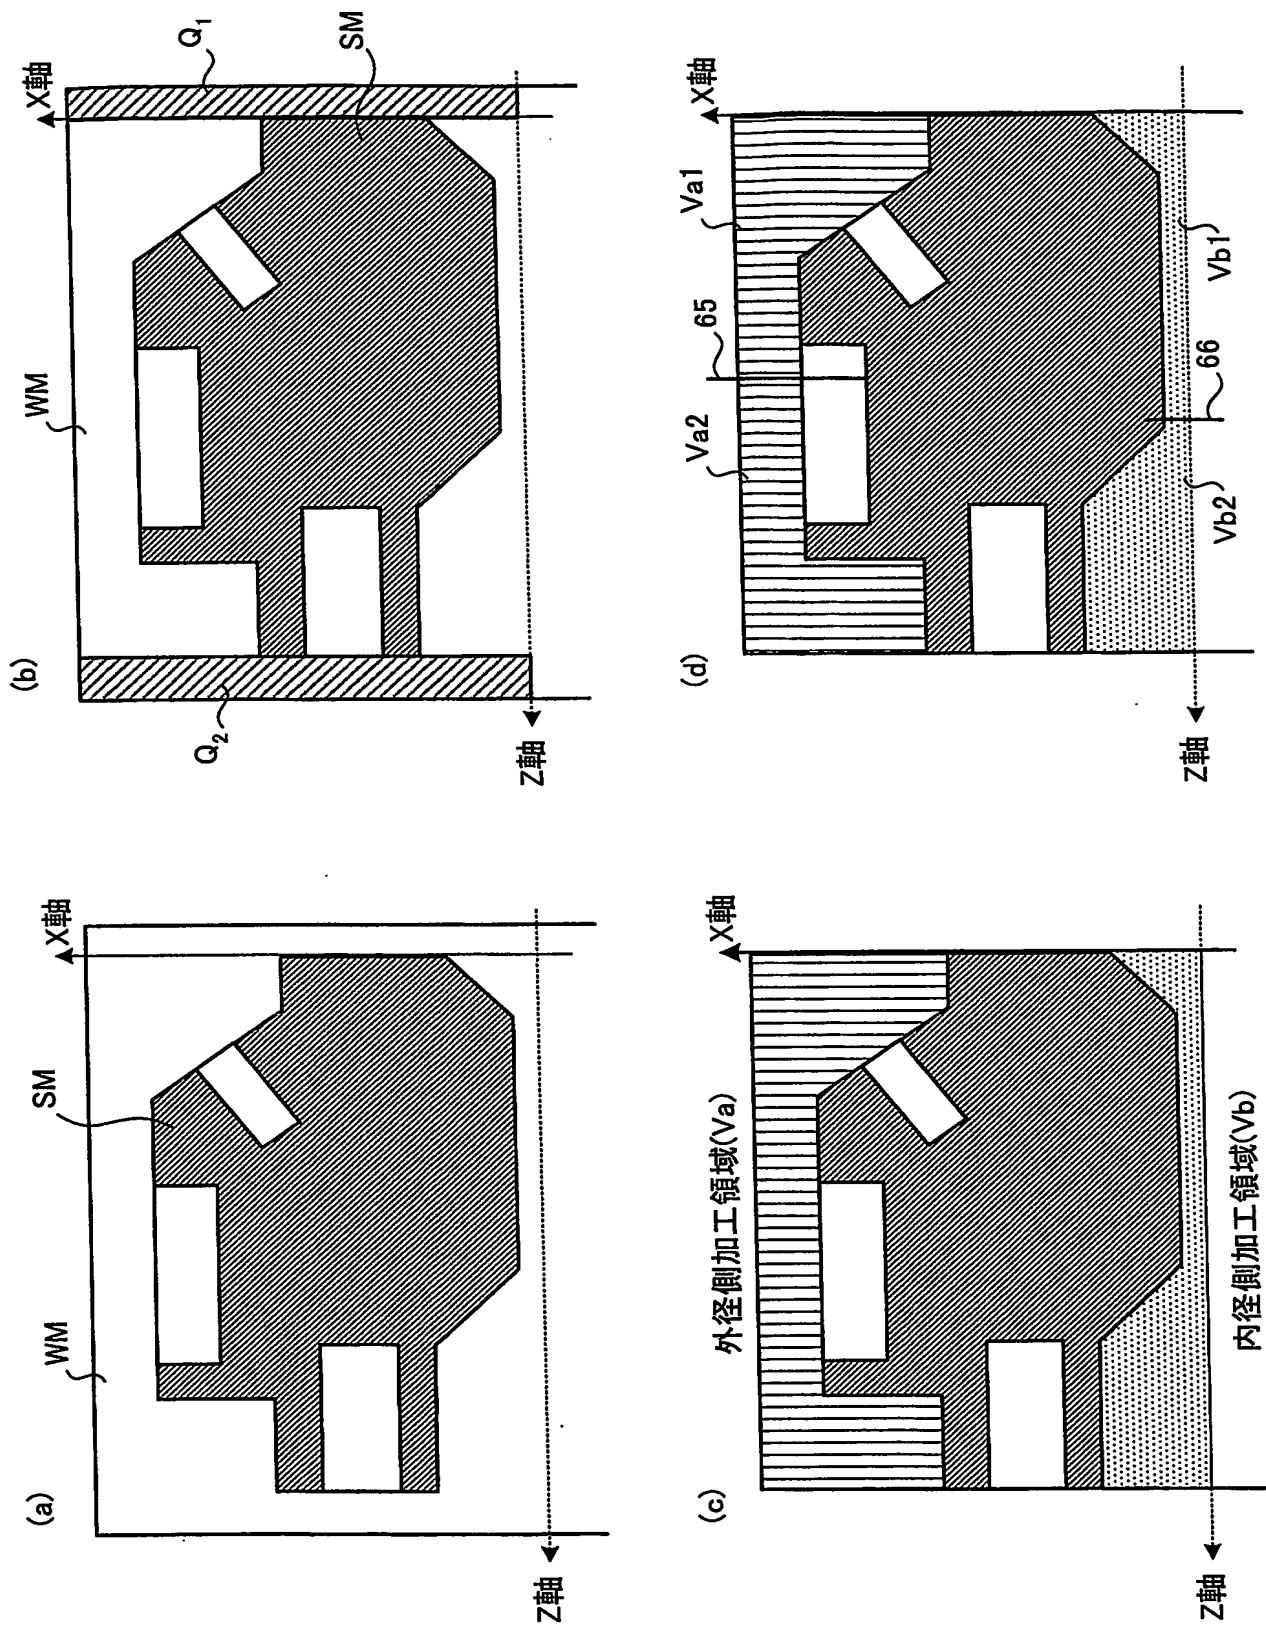 (a)
WM
SM
X軸
Z軸
(b)
WM
Q₁
SM
X軸
Q₂
Z軸
(c)
外径側加工領域(Va)
X軸
内径側加工領域(Vb)
Z軸
(d)
Va1
Va2
65
X軸
66
Vb1
Vb2
Z軸